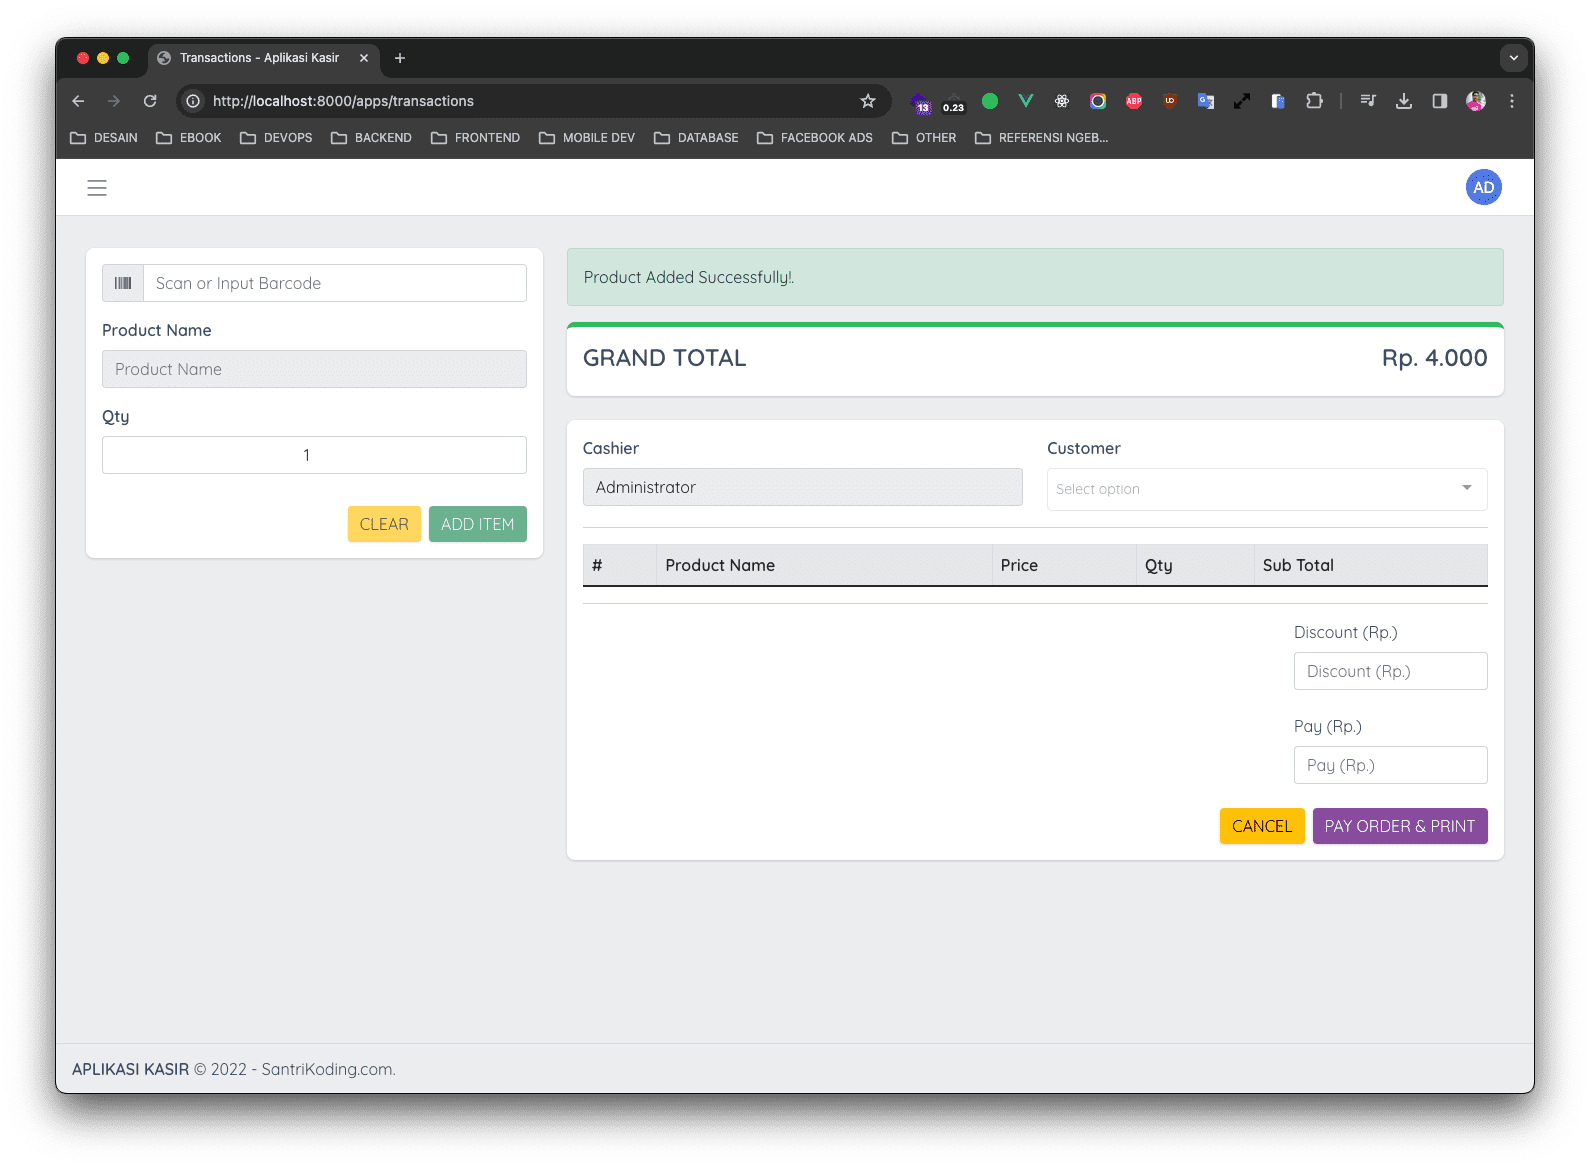 Transactions - Aplikasi Kasir
http://localhost:8000/apps/transactions
13
0.23
ABP
DESAIN EBOOK DEVOPS BACKEND FRONTEND MOBILE DEV DATABASE FACEBOOK ADS OTHER REFERENSI NGEB...
AD
Scan or Input Barcode
Product Name
Product Name
Qty
1
CLEAR ADD ITEM
Product Added Successfully!.
GRAND TOTAL Rp. 4.000
Cashier Customer
Administrator Select option
# Product Name Price Qty Sub Total
Discount (Rp.)
Discount (Rp.)
Pay (Rp.)
Pay (Rp.)
CANCEL PAY ORDER & PRINT
APLIKASI KASIR © 2022 - SantriKoding.com.